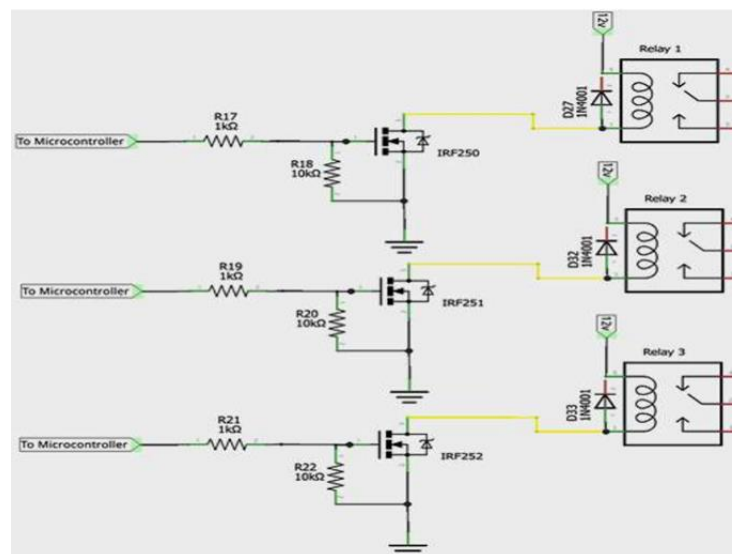 12v
Relay 1
D27
1N4001
R17
1kΩ
To Microcontroller
R18
10kΩ
IRF250
12v
Relay 2
D32
1N4001
R19
1kΩ
To Microcontroller
R20
10kΩ
IRF251
12v
Relay 3
D33
1N4001
R21
1kΩ
To Microcontroller
R22
10kΩ
IRF252